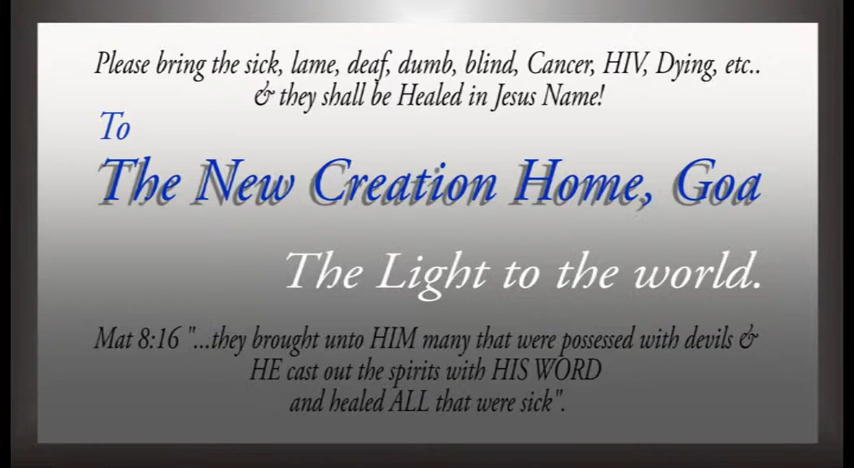 Please bring the sick, lame, deaf, dumb, blind, Cancer, HIV, Dying, etc..
& they shall be Healed in Jesus Name!
To
The New Creation Home, Goa
The Light to the world.
Mat 8:16 "...they brought unto HIM many that were possessed with devils &
HE cast out the spirits with HIS WORD
and healed ALL that were sick".